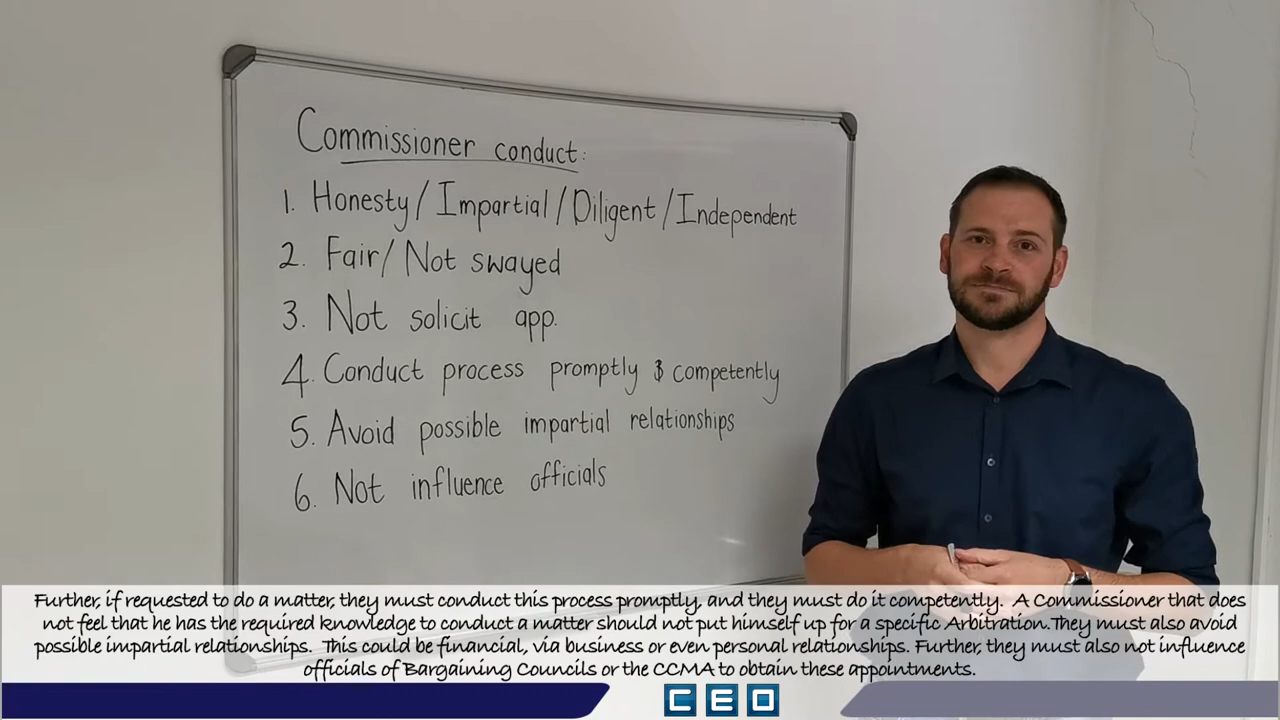 Commissioner conduct:
1. Honesty/Impartial/Diligent/Independent
2. Fair/Not swayed
3. Not solicit app.
4. Conduct process promptly & competently
5. Avoid possible impartial relationships
6. Not influence officials
Further, if requested to do a matter, they must conduct this process promptly, and they must do it competently. A Commissioner that does
not feel that he has the required knowledge to conduct a matter should not put himself up for a specific Arbitration.They must also avoid
possible impartial relationships. This could be financial, via business or even personal relationships. Further, they must also not influence
officials of Bargaining Councils or the CCMA to obtain these appointments.
CEO